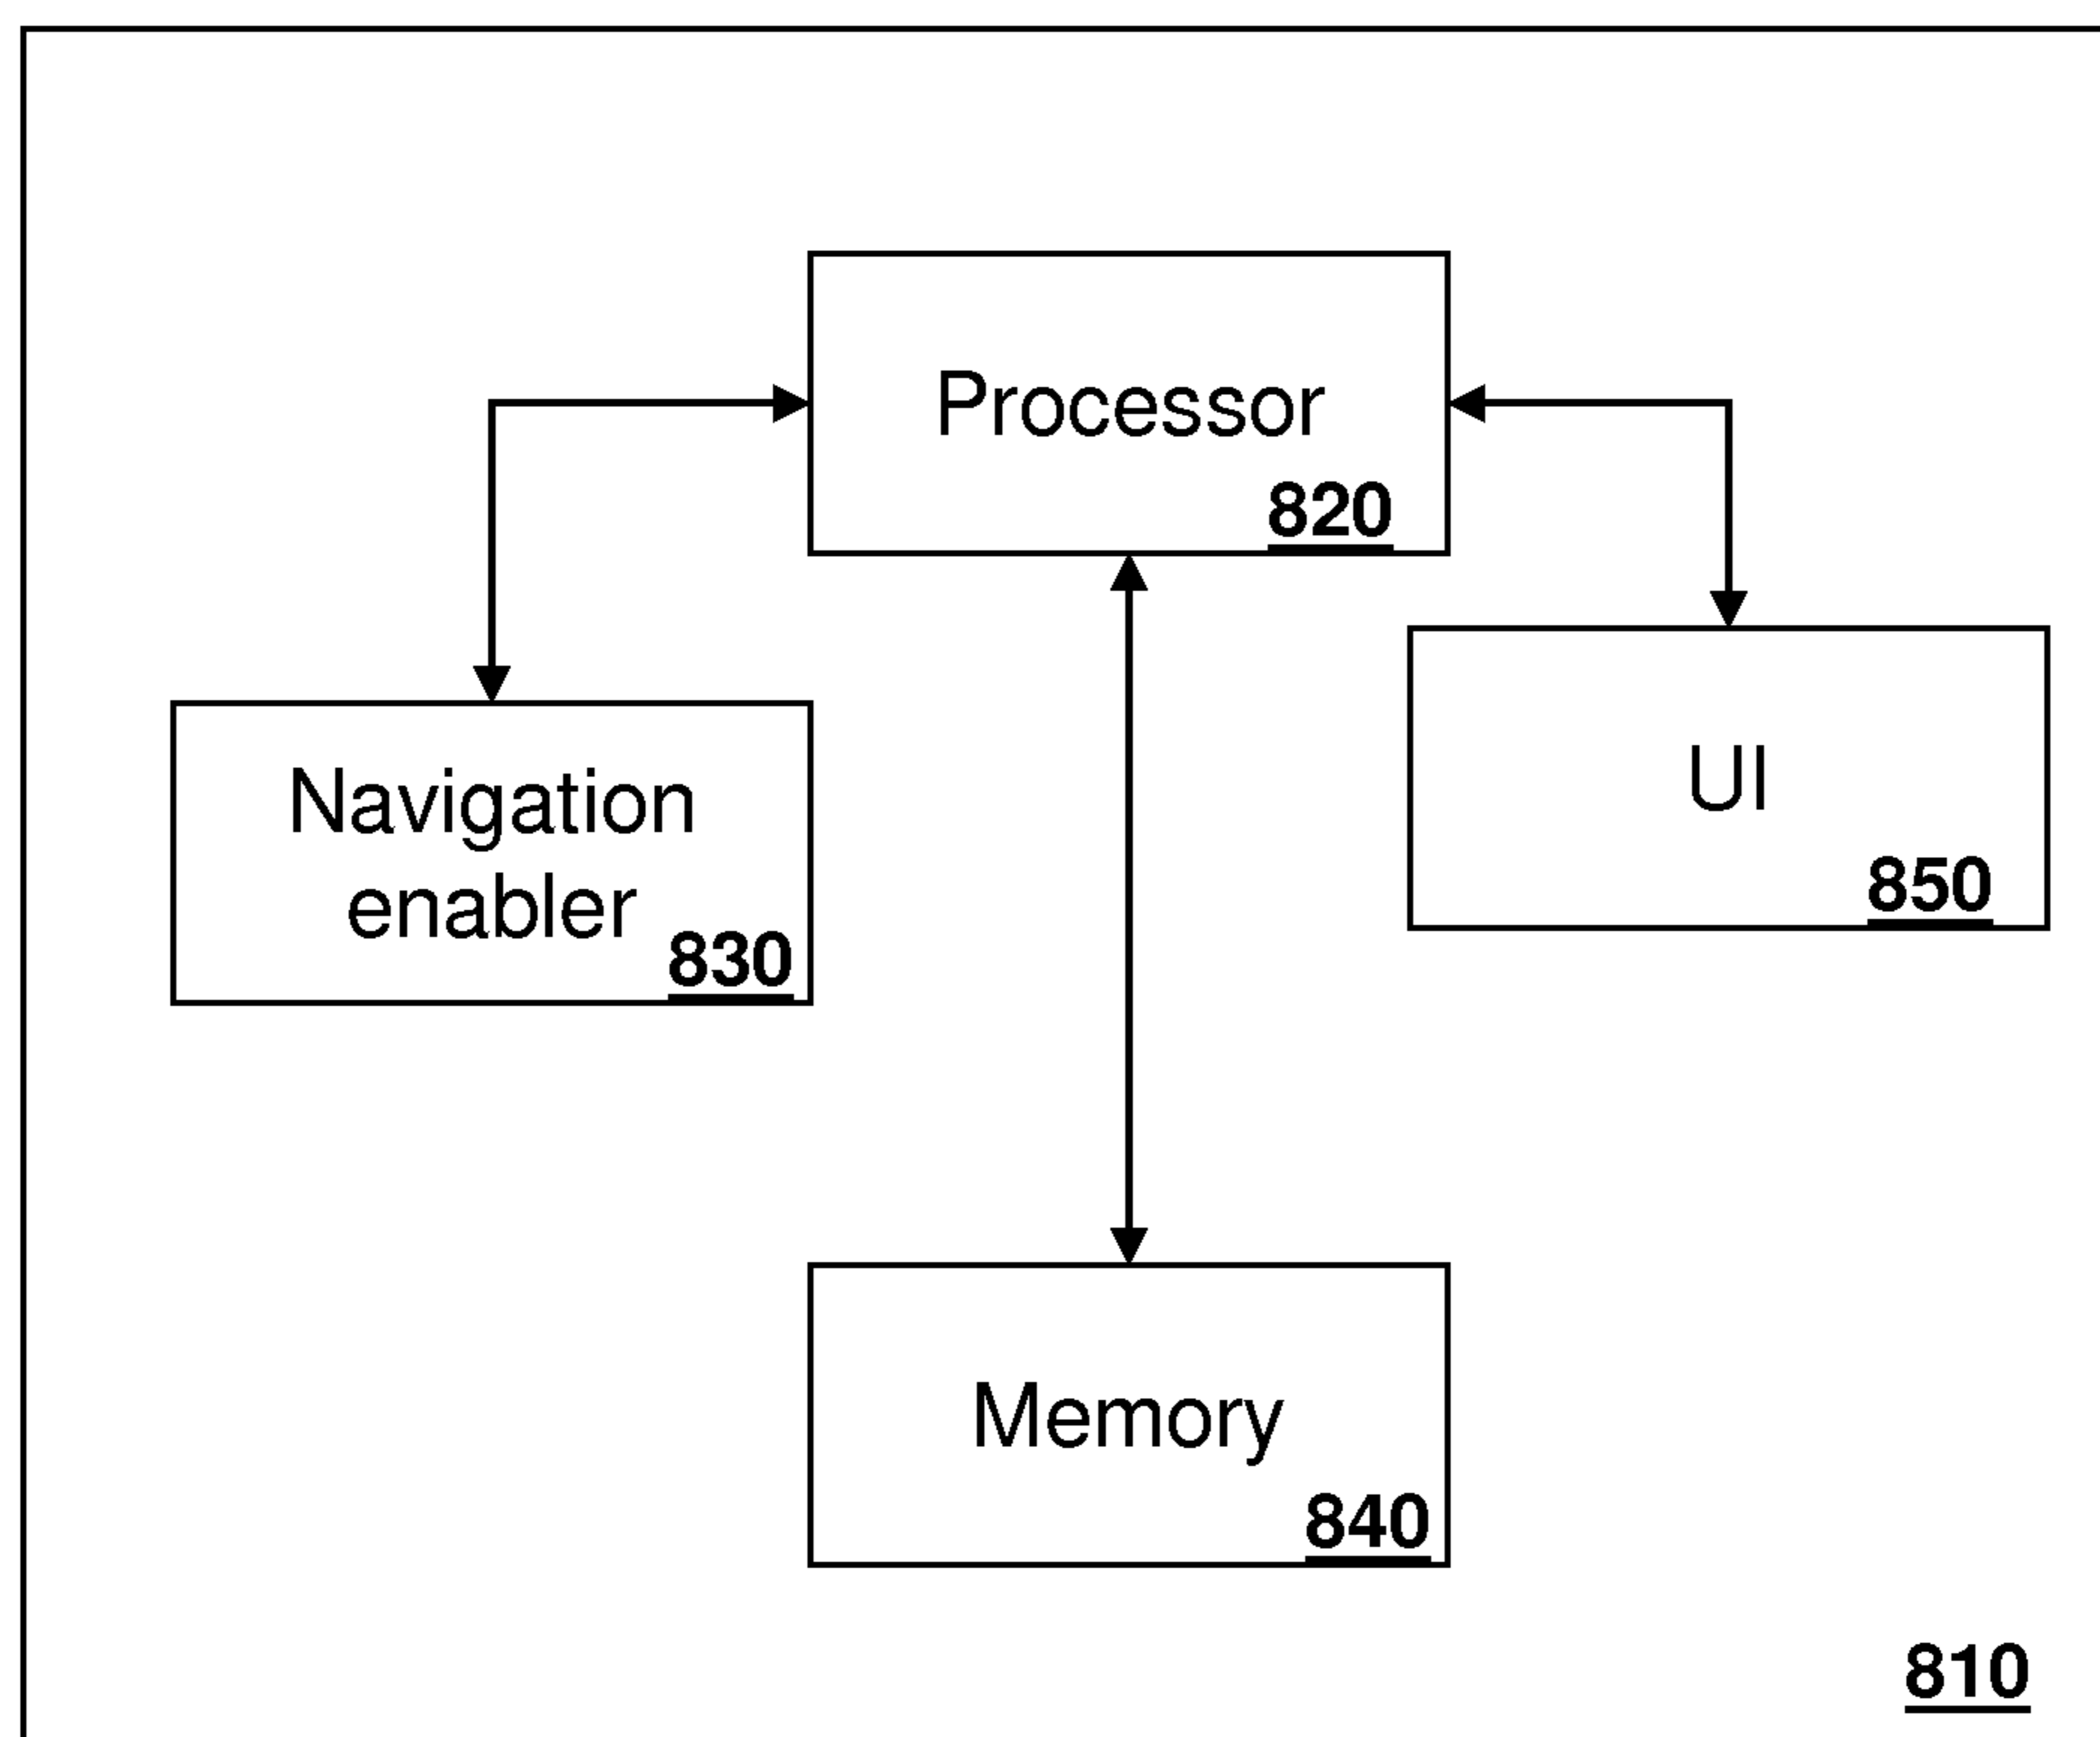 Processor
820
Navigation
enabler
830
UI
850
Memory
840
810